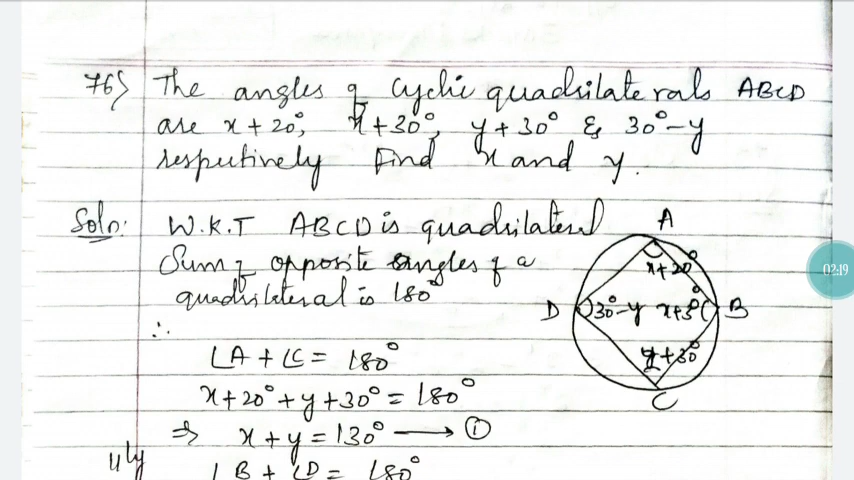 76) The angles of cyclic quadrilaterals ABCD
are x + 20°, x + 30°, y + 30° & 30° - y
respectively Find x and y.
Soln: W.K.T ABCD is quadrilateral
Sum of opposite angles of a
quadrilateral is 180°
∴
∠A + ∠C = 180°
x + 20° + y + 30° = 180°
⇒ x + y = 130° → ①
llly
∠B + ∠D = 180°
A
x + 20°
D
30° - y
x + 3°
B
y + 30°
C
02:19